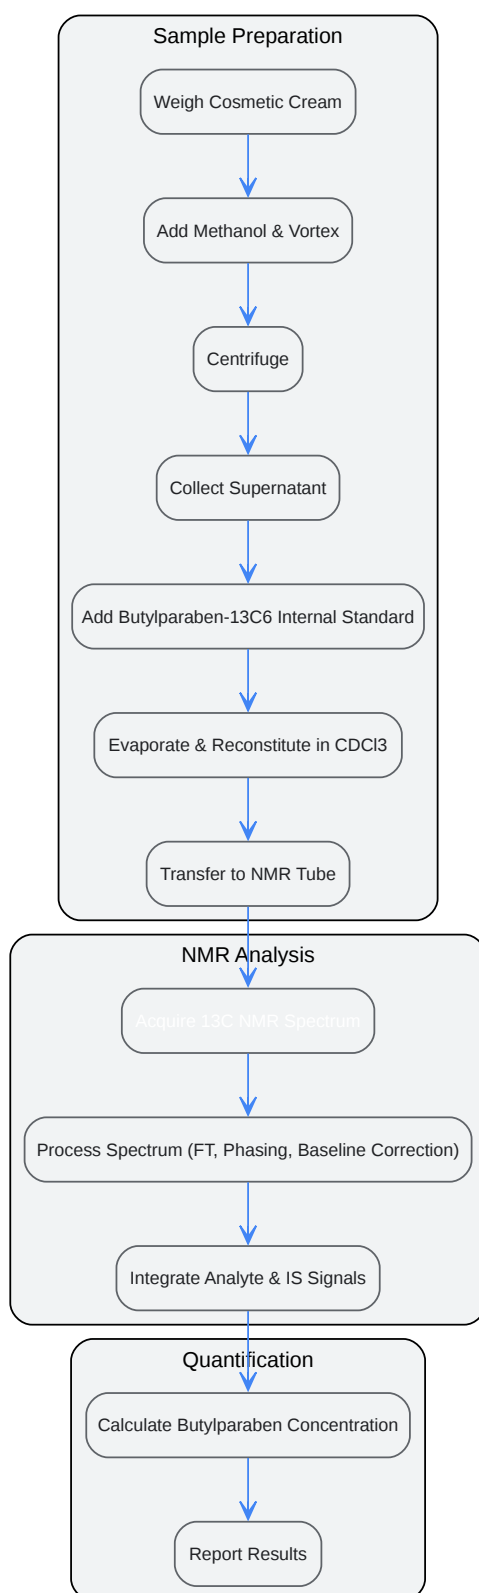 Sample Preparation
Weigh Cosmetic Cream
Add Methanol & Vortex
Centrifuge
Collect Supernatant
Add Butylparaben-13C6 Internal Standard
Evaporate & Reconstitute in CDCl3
Transfer to NMR Tube
NMR Analysis
Acquire 13C NMR Spectrum
Process Spectrum (FT, Phasing, Baseline Correction)
Integrate Analyte & IS Signals
Quantification
Calculate Butylparaben Concentration
Report Results